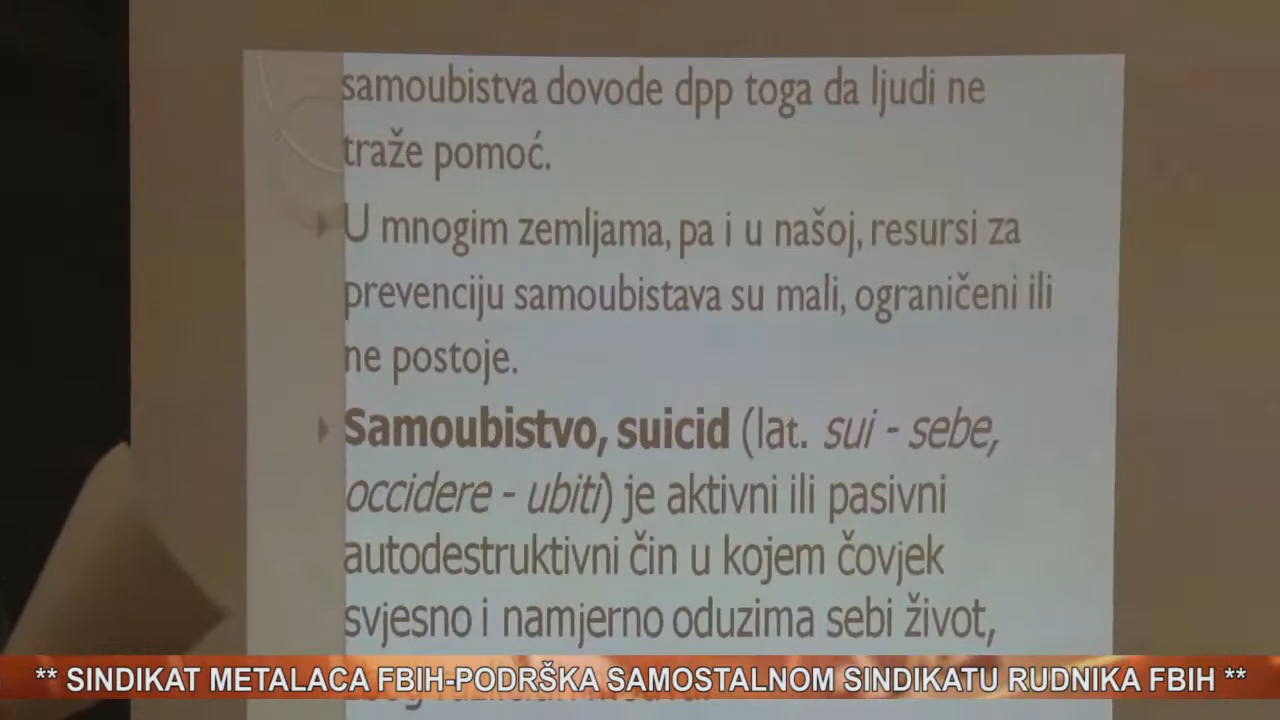 samoubistva dovode dpp toga da ljudi ne
traže pomoć.
U mnogim zemljama, pa i u našoj, resursi za
prevenciju samoubistava su mali, ograničeni ili
ne postoje.
Samoubistvo, suicid (lat. sui - sebe,
occidere - ubiti) je aktivni ili pasivni
autodestruktivni čin u kojem čovjek
svjesno i namjerno oduzima sebi život,
** SINDIKAT METALACA FBIH-PODRŠKA SAMOSTALNOM SINDIKATU RUDNIKA FBIH **